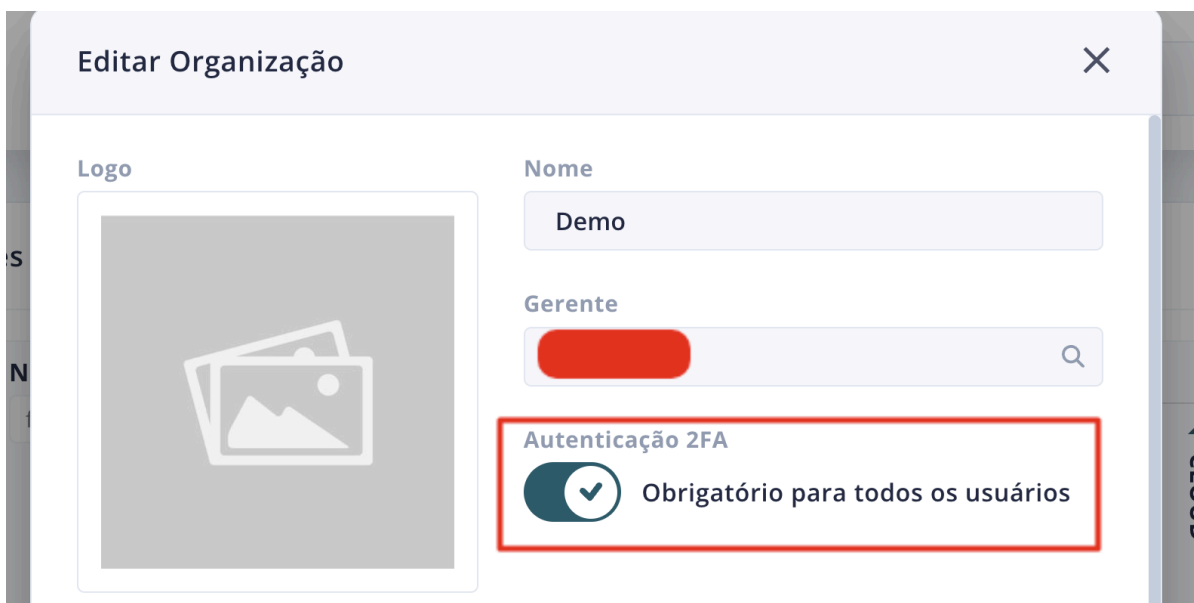 Editar Organização
Logo
Nome
Demo
Gerente
Autenticação 2FA
Obrigatório para todos os usuários